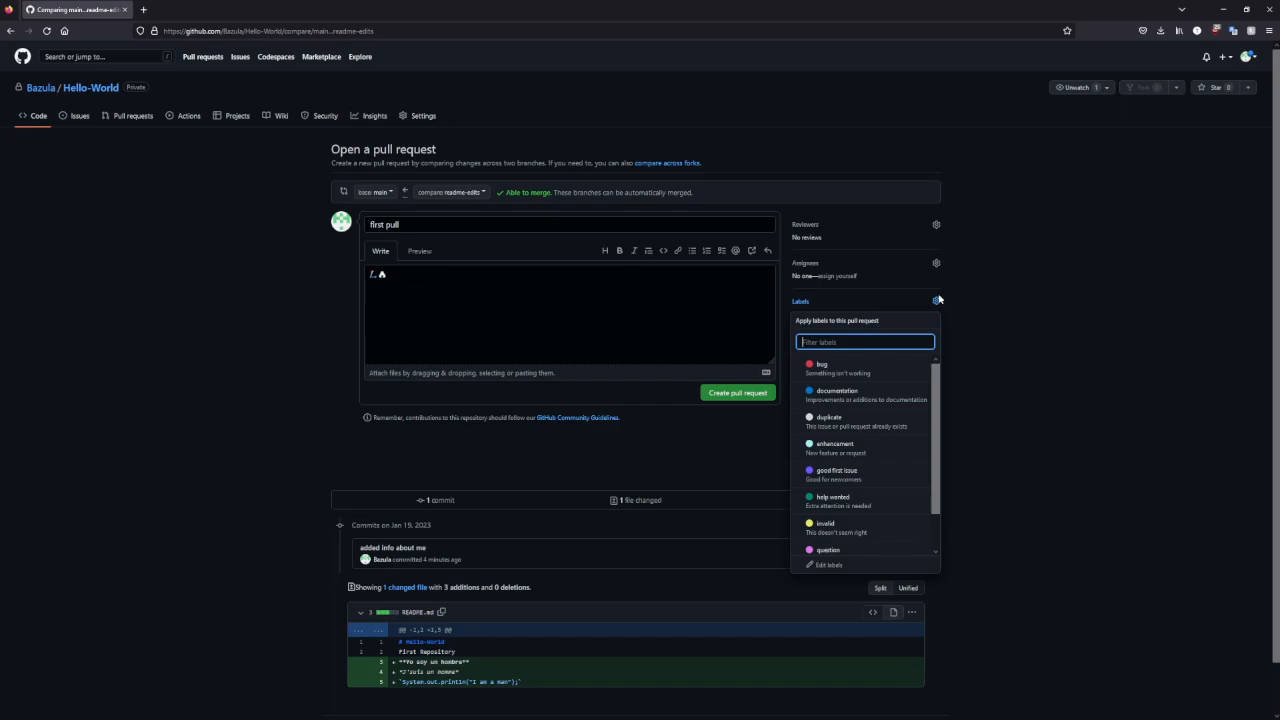 Comparing main...readme-edit
https://github.com/Bazula/Hello-World/compare/main...readme-edits
Search or jump to...
/
Pull requests
Issues
Codespaces
Marketplace
Explore
Bazula / Hello-World
Private
Unwatch 1
Star 0
Code
Issues
Pull requests
Actions
Projects
Wiki
Security
Insights
Settings
Open a pull request
Create a new pull request by comparing changes across two branches. If you need to, you can also compare across forks.
base: main
compare: readme-edits
Able to merge. These branches can be automatically merged.
first pull
Write
Preview
Attach files by dragging & dropping, selecting or pasting them.
Create pull request
Remember, contributions to this repository should follow our GitHub Community Guidelines.
Reviewers
No reviews
Assignees
No one—assign yourself
Labels
Apply labels to this pull request
Filter labels
bug
Something isn't working
documentation
Improvements or additions to documentation
duplicate
This issue or pull request already exists
enhancement
New feature or request
good first issue
Good for newcomers
help wanted
Extra attention is needed
invalid
This doesn't seem right
question
Edit labels
1 commit
1 file changed
Commits on Jan 19, 2023
added info about me
Bazula committed 4 minutes ago
Showing 1 changed file with 3 additions and 0 deletions.
Split
Unified
3
README.md
@@ -1,2 +1,5 @@
1 1 # Hello-World
2 2 First Repository
3 + **Yo soy un hombre**
4 + *J'suis un homme*
5 + `System.out.println("I am a man");`